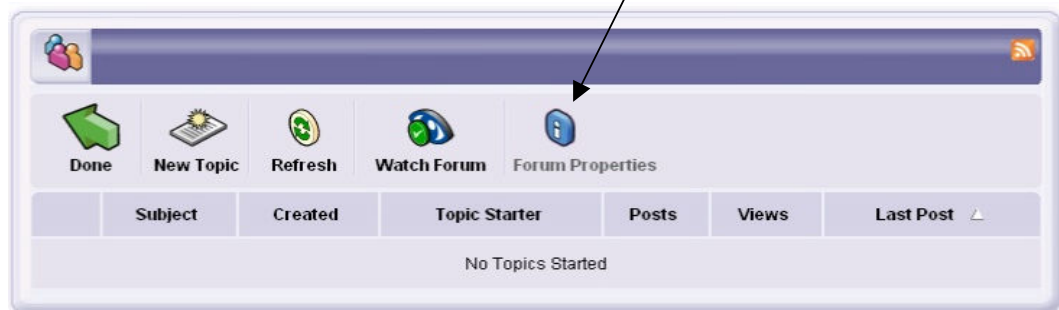 Done New Topic Refresh Watch Forum Forum Properties
Subject Created Topic Starter Posts Views Last Post
No Topics Started